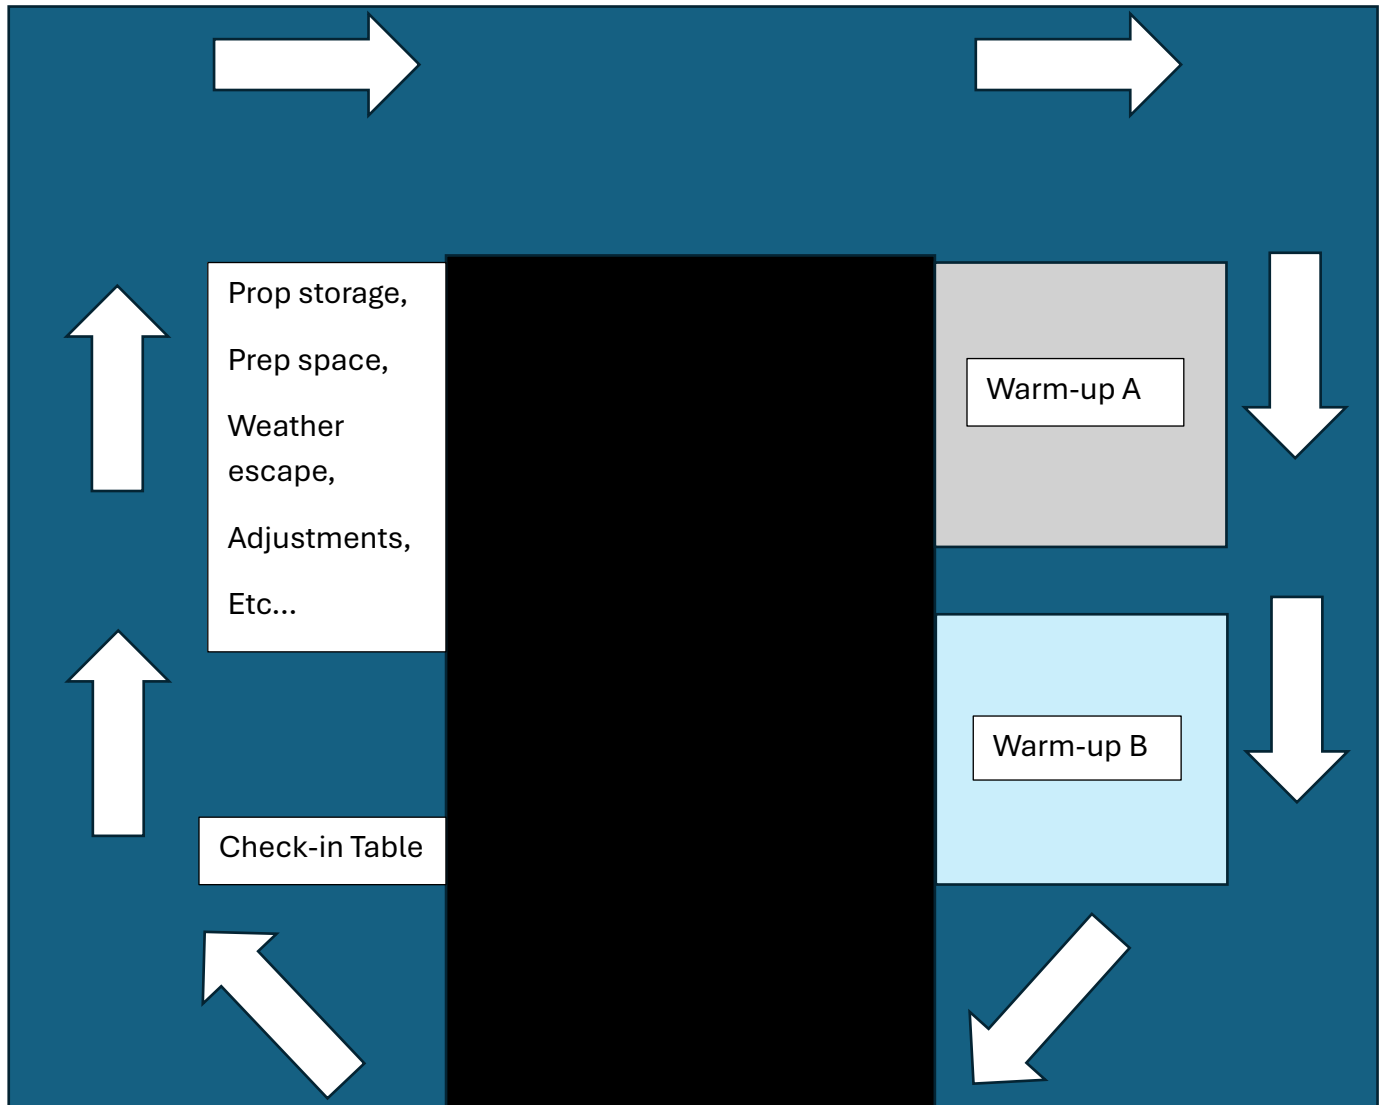 Prop storage,
Prep space,
Weather
escape,
Adjustments,
Etc...
Check-in Table
Warm-up A
Warm-up B